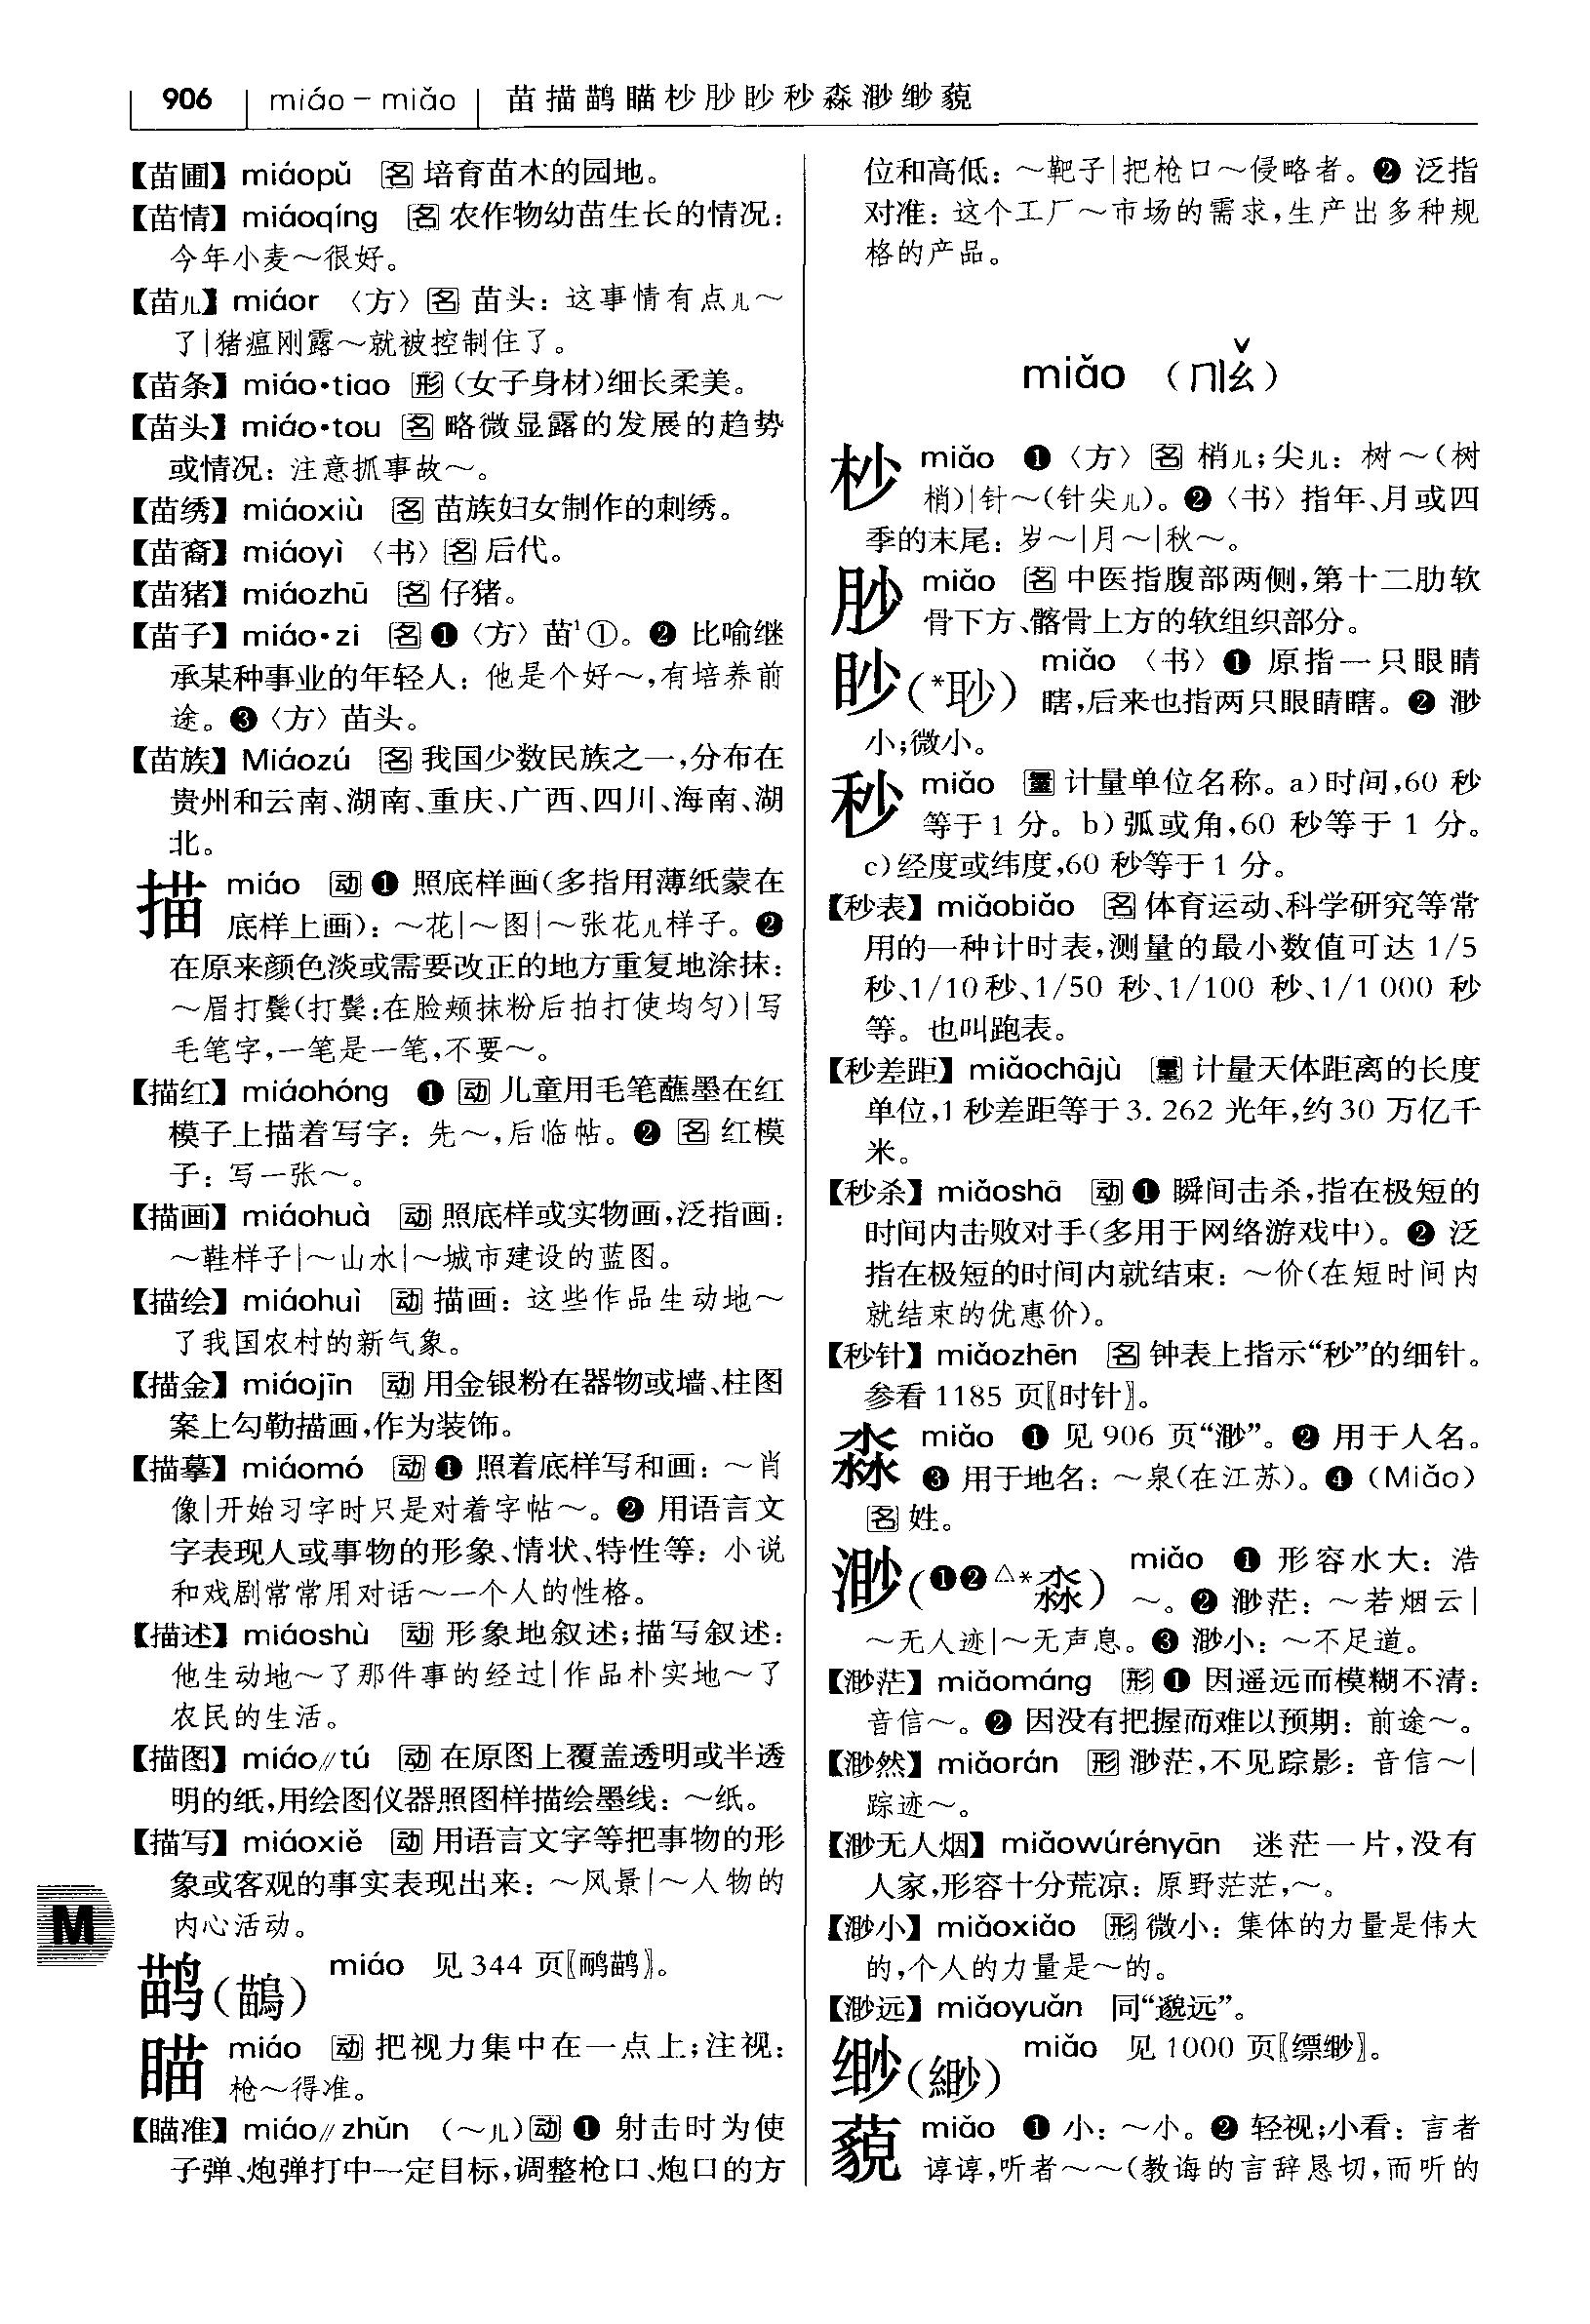 906 miáo－miǎo 苗描鹋瞄杪眇眇秒淼渺缈藐
【苗圃】miáopǔ 名 培育苗木的园地。
【苗情】miáoqíng 名 农作物幼苗生长的情况：
今年小麦～很好。
【苗儿】miáor 〈方〉名 苗头：这事情有点儿～
了|猪瘟刚露～就被控制住了。
【苗条】miáo•tiao 形 (女子身材)细长柔美。
【苗头】miáo•tou 名 略微显露的发展的趋势
或情况：注意抓事故～。
【苗绣】miáoxiù 名 苗族妇女制作的刺绣。
【苗裔】miáoyì 〈书〉名 后代。
【苗猪】miáozhū 名 仔猪。
【苗子】miáo•zi 名 ❶〈方〉苗¹①。❷ 比喻继
承某种事业的年轻人：他是个好～，有培养前
途。❸〈方〉苗头。
【苗族】Miáozú 名 我国少数民族之一，分布在
贵州和云南、湖南、重庆、广西、四川、海南、湖
北。
描 miáo 动 ❶ 照底样画(多指用薄纸蒙在
底样上画)：～花|～图|～张花儿样子。❷
在原来颜色淡或需要改正的地方重复地涂抹：
～眉打鬓(打鬓：在脸颊抹粉后拍打使均匀)|写
毛笔字，一笔是一笔，不要～。
【描红】miáohóng ❶ 动 儿童用毛笔蘸墨在红
模子上描着写字：先～，后临帖。❷ 名 红模
子：写一张～。
【描画】miáohuà 动 照底样或实物画，泛指画：
～鞋样子|～山水|～城市建设的蓝图。
【描绘】miáohuì 动 描画：这些作品生动地～
了我国农村的新气象。
【描金】miáojīn 动 用金银粉在器物或墙、柱图
案上勾勒描画，作为装饰。
【描摹】miáomó 动 ❶ 照着底样写和画：～肖
像|开始习字时只是对着字帖～。❷ 用语言文
字表现人或事物的形象、情状、特性等：小说
和戏剧常常用对话～一个人的性格。
【描述】miáoshù 动 形象地叙述；描写叙述：
他生动地～了那件事的经过|作品朴实地～了
农民的生活。
【描图】miáo∥tú 动 在原图上覆盖透明或半透
明的纸，用绘图仪器照图样描绘墨线：～纸。
【描写】miáoxiě 动 用语言文字等把事物的形
象或客观的事实表现出来：～风景|～人物的
内心活动。
鹋(鶓) miáo 见 344 页〖鸸鹋〗。
瞄 miáo 动 把视力集中在一点上；注视：
枪～得准。
【瞄准】miáo∥zhǔn (～儿)动 ❶ 射击时为使
子弹、炮弹打中一定目标，调整枪口、炮口的方
位和高低：～靶子|把枪口～侵略者。❷ 泛指
对准：这个工厂～市场的需求，生产出多种规
格的产品。
miǎo (ㄇㄧㄠˇ)
杪 miǎo ❶〈方〉名 梢儿；尖儿：树～(树
梢)|针～(针尖儿)。❷〈书〉指年、月或四
季的末尾：岁～|月～|秋～。
䏚 miǎo 名 中医指腹部两侧，第十二肋软
骨下方、髂骨上方的软组织部分。
眇(*䏚) miǎo 〈书〉❶ 原指一只眼睛
瞎，后来也指两只眼睛瞎。❷ 渺
小；微小。
秒 miǎo 量 计量单位名称。a)时间，60 秒
等于 1 分。b)弧或角，60 秒等于 1 分。
c)经度或纬度，60 秒等于 1 分。
【秒表】miǎobiǎo 名 体育运动、科学研究等常
用的一种计时表，测量的最小数值可达 1/5
秒、1/10 秒、1/50 秒、1/100 秒、1/1 000 秒
等。也叫跑表。
【秒差距】miǎochājù 量 计量天体距离的长度
单位，1 秒差距等于 3. 262 光年，约 30 万亿千
米。
【秒杀】miǎoshā 动 ❶ 瞬间击杀，指在极短的
时间内击败对手(多用于网络游戏中)。❷ 泛
指在极短的时间内就结束：～价(在短时间内
就结束的优惠价)。
【秒针】miǎozhēn 名 钟表上指示“秒”的细针。
参看 1185 页〖时针〗。
淼 miǎo ❶ 见 906 页“渺”。❷ 用于人名。
❸ 用于地名：～泉(在江苏)。❹ (Miǎo)
名 姓。
渺(❶❷△*淼) miǎo ❶ 形容水大：浩
～。❷ 渺茫：～若烟云|
～无人迹|～无声息。❸ 渺小：～不足道。
【渺茫】miǎománg 形 ❶ 因遥远而模糊不清：
音信～。❷ 因没有把握而难以预期：前途～。
【渺然】miǎorán 形 渺茫，不见踪影：音信～|
踪迹～。
【渺无人烟】miǎowúrényān 迷茫一片，没有
人家，形容十分荒凉：原野茫茫，～。
【渺小】miǎoxiǎo 形 微小：集体的力量是伟大
的，个人的力量是～的。
【渺远】miǎoyuǎn 同“邈远”。
缈(緲) miǎo 见 1000 页〖缥缈〗。
藐 miǎo ❶ 小：～小。❷ 轻视；小看：言者
谆谆，听者～～(教诲的言辞恳切，而听的
M